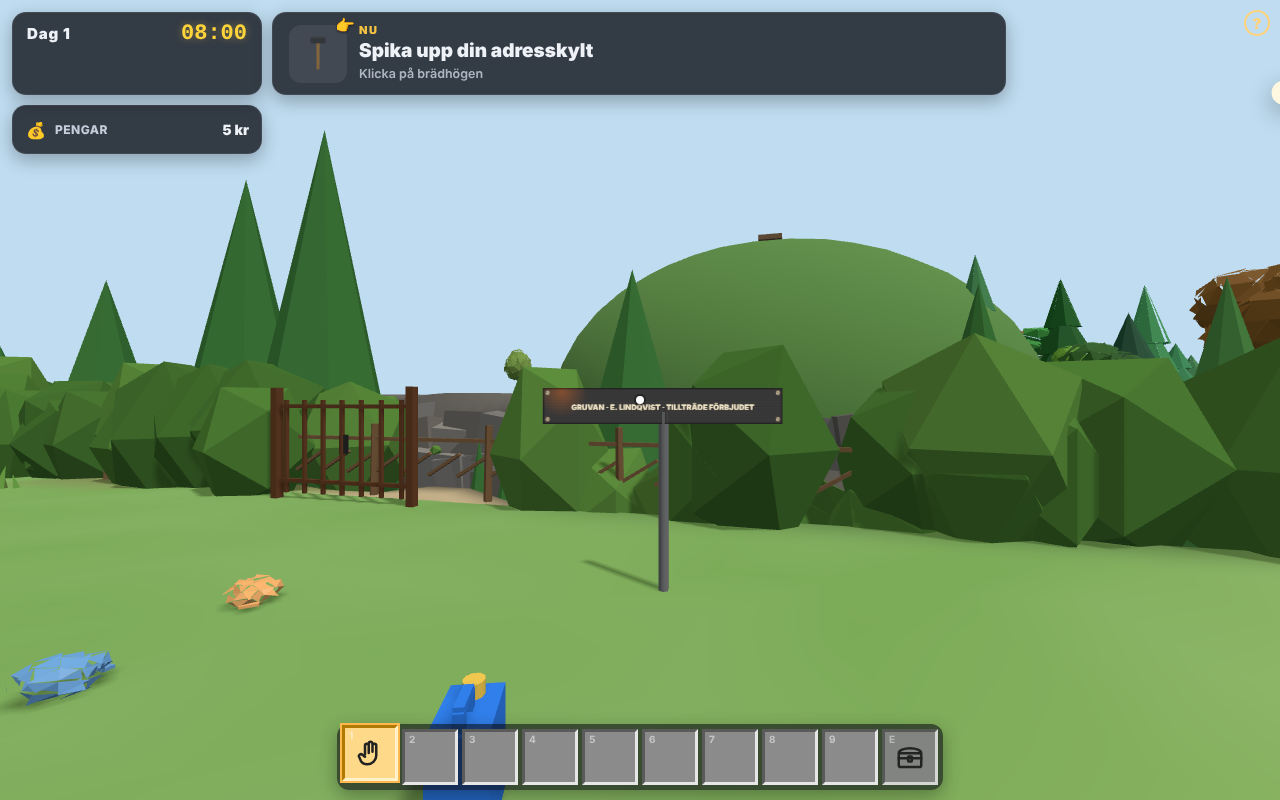 Dag 1
08:00
NU
Spika upp din adresskylt
Klicka på brädhögen
PENGAR
5 kr
?
GRUVAN · E. LINDQVIST · TILLTRÄDE FÖRBJUDET
1
2
3
4
5
6
7
8
9
E